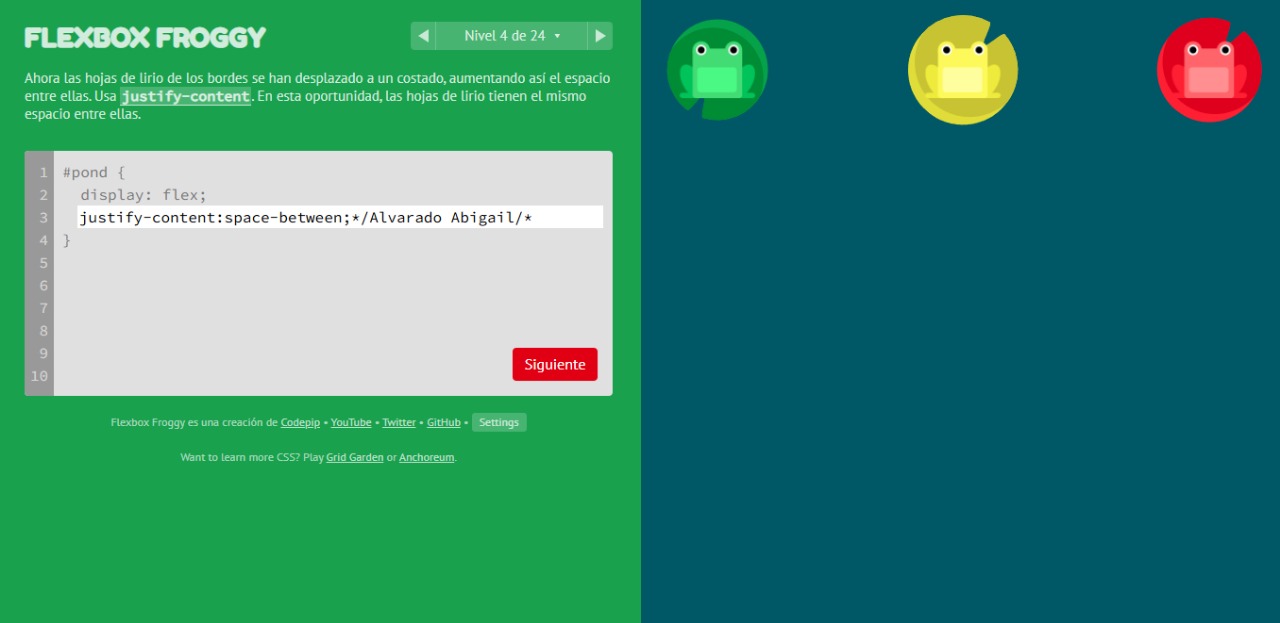 FLEXBOX FROGGY
Nivel 4 de 24
Ahora las hojas de lirio de los bordes se han desplazado a un costado, aumentando así el espacio
entre ellas. Usa justify-content. En esta oportunidad, las hojas de lirio tienen el mismo
espacio entre ellas.
1 #pond {
2 display: flex;
3 justify-content:space-between;*/Alvarado Abigail/*
4 }
5
6
7
8
9
10
Siguiente
Flexbox Froggy es una creación de Codepip • YouTube • Twitter • GitHub • Settings
Want to learn more CSS? Play Grid Garden or Anchoreum.